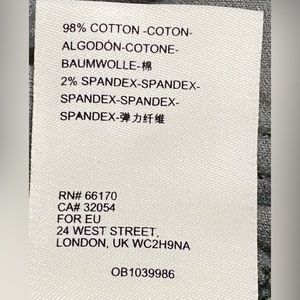 98% COTTON -COTON-
ALGODÓN-COTONE-
BAUMWOLLE-棉
2% SPANDEX-SPANDEX-
SPANDEX-SPANDEX-
SPANDEX-弹力纤维
RN# 66170
CA# 32054
FOR EU
24 WEST STREET,
LONDON, UK WC2H9NA
OB1039986